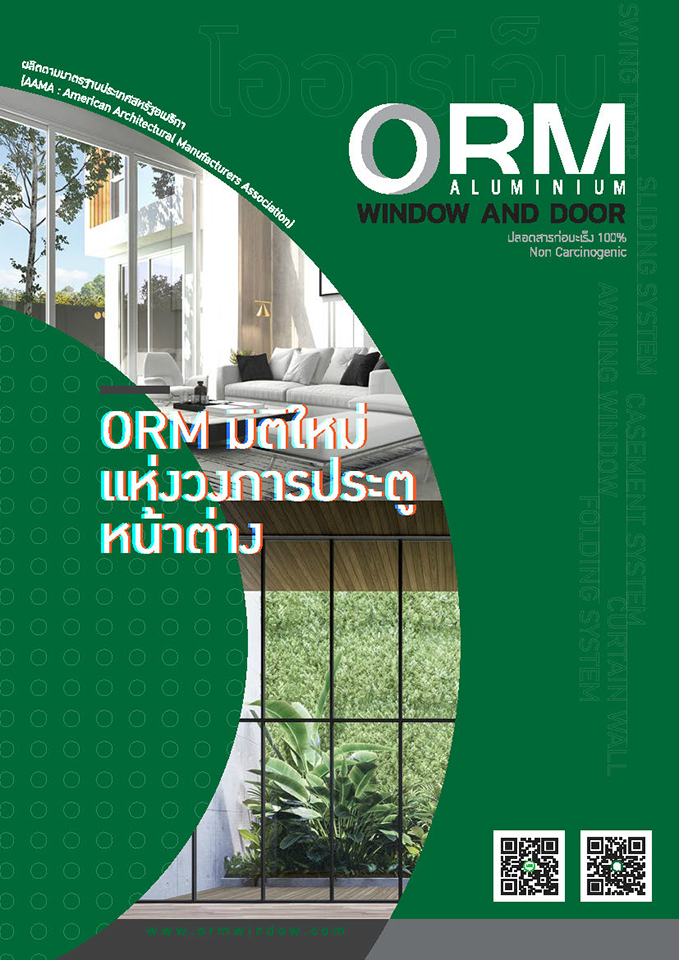 โออาร์เอ็ม
ผลิตตามมาตรฐานประเทศสหรัฐอเมริกา
(AAMA : American Architectural Manufacturers Association)
ORM
ALUMINIUM
WINDOW AND DOOR
ปลอดสารก่อมะเร็ง 100%
Non Carcinogenic
SWING DOOR
SLIDING SYSTEM
AWNING WINDOW
CASEMENT SYSTEM
FOLDING SYSTEM
CURTAIN WALL
ORM มิติใหม่
แห่งวงการประตู
หน้าต่าง
www.ormwindow.com